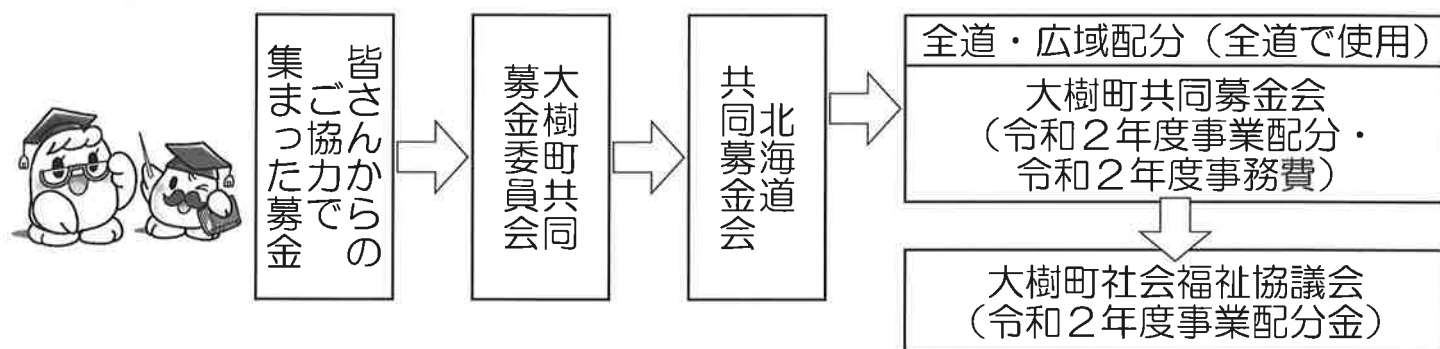 皆さんからの
ご協力で
集まった募金
大樹町共同
募金委員会
北海道
共同募金会
全道・広域配分（全道で使用）
大樹町共同募金会
（令和２年度事業配分・
令和２年度事務費）
大樹町社会福祉協議会
（令和２年度事業配分金）